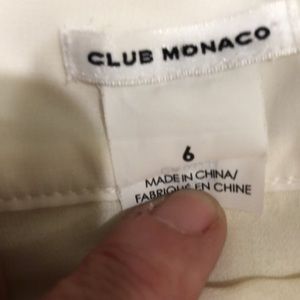 CLUB MONACO
6
MADE IN CHINA/
FABRIQUÉ EN CHINE